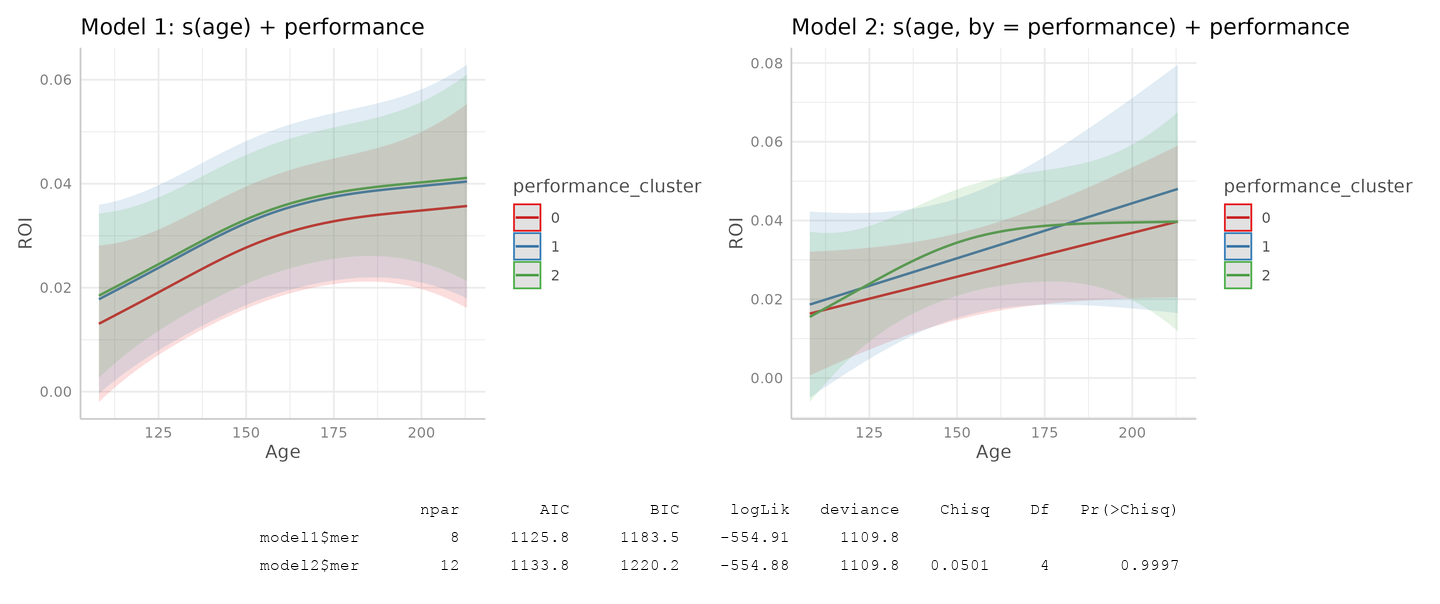 Model 1: s(age) + performance
0.06
0.04
0.02
0.00
ROI
125 150 175 200
Age
performance_cluster
0
1
2
Model 2: s(age, by = performance) + performance
0.08
0.06
0.04
0.02
0.00
ROI
125 150 175 200
Age
performance_cluster
0
1
2
npar AIC BIC logLik deviance Chisq Df Pr(>Chisq)
model1$mer 8 1125.8 1183.5 -554.91 1109.8
model2$mer 12 1133.8 1220.2 -554.88 1109.8 0.0501 4 0.9997